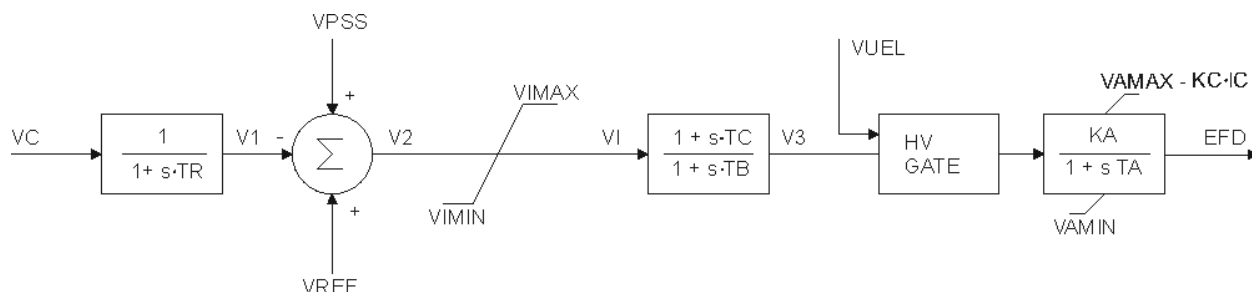 VPSS
VUEL
VAMAX - KC·IC
VIMAX
+
VC
1
1+ s·TR
V1
-
Σ
V2
VI
1 + s·TC
1 + s·TB
V3
HV
GATE
KA
1 + s TA
EFD
+
VIMIN
VAMIN
VREF